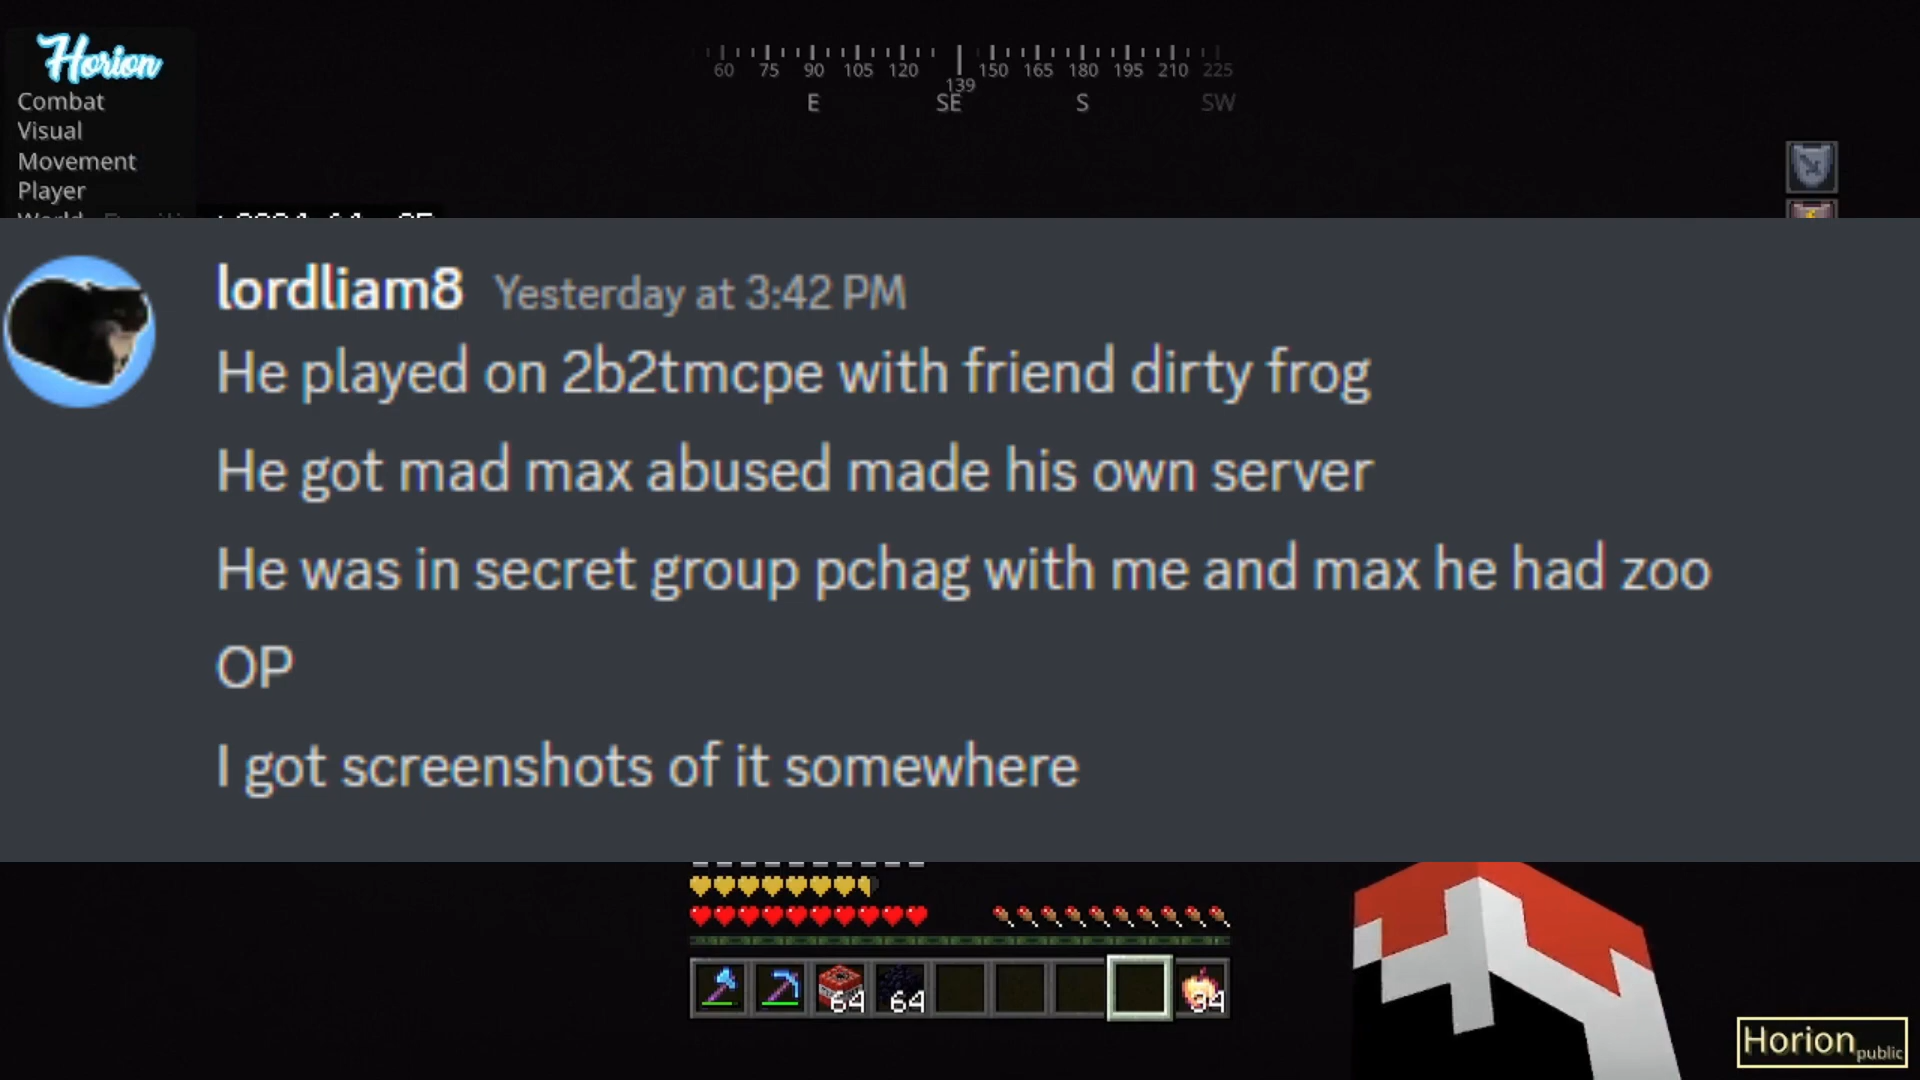 Horion
Combat
Visual
Movement
Player
60 75 90 105 120 139 150 165 180 195 210 225
E SE S SW
lordliam8 Yesterday at 3:42 PM
He played on 2b2tmcpe with friend dirty frog
He got mad max abused made his own server
He was in secret group pchag with me and max he had zoo
OP
I got screenshots of it somewhere
64 64 34
Horion public